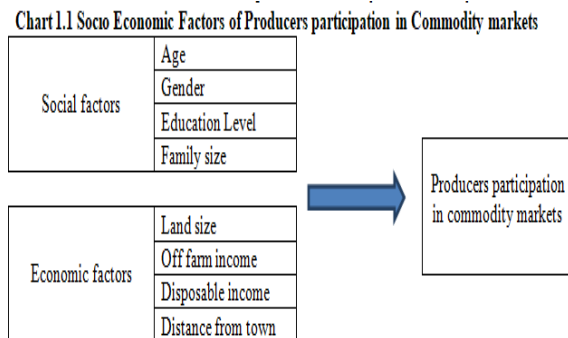 Chart 1.1 Socio Economic Factors of Producers participation in Commodity markets
Social factors
Age
Gender
Education Level
Family size
Economic factors
Land size
Off farm income
Disposable income
Distance from town
Producers participation
in commodity markets